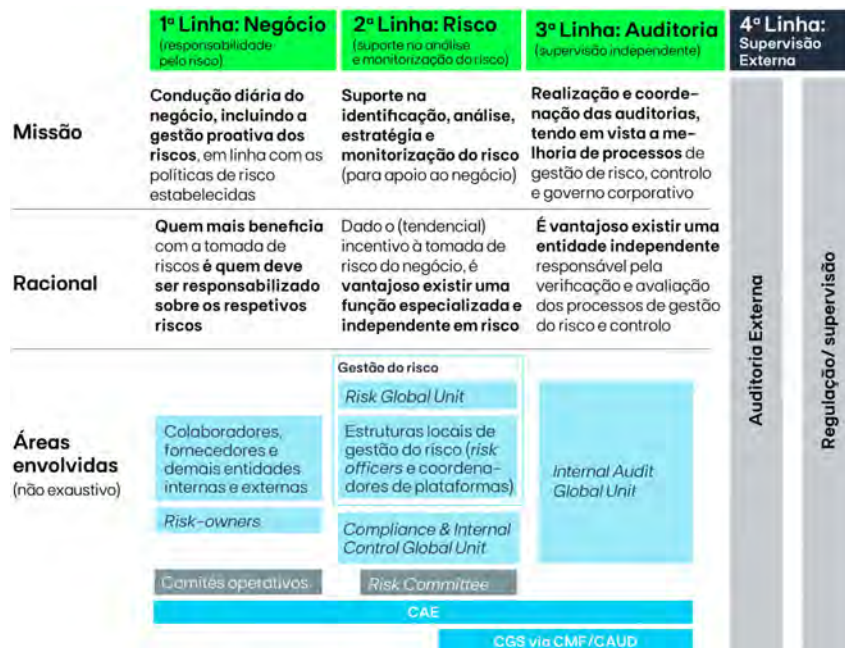 1ª Linha: Negócio
(responsabilidade
pelo risco)
2ª Linha: Risco
(suporte na análise
e monitorização do risco)
3ª Linha: Auditoria
(supervisão independente)
4ª Linha:
Supervisão
Externa
Missão
Condução diária do
negócio, incluindo a
gestão proativa dos
riscos, em linha com as
políticas de risco
estabelecidas
Suporte na
identificação, análise,
estratégia e
monitorização do risco
(para apoio ao negócio)
Realização e coorde-
nação das auditorias,
tendo em vista a me-
lhoria de processos de
gestão de risco, controlo
e governo corporativo
Racional
Quem mais beneficia
com a tomada de
riscos é quem deve
ser responsabilizado
sobre os respetivos
riscos
Dado o (tendencial)
incentivo à tomada de
risco do negócio, é
vantajoso existir uma
função especializada e
independente em risco
É vantajoso existir uma
entidade independente
responsável pela
verificação e avaliação
dos processos de gestão
do risco e controlo
Áreas
envolvidas
(não exaustivo)
Colaboradores,
fornecedores e
demais entidades
internas e externas
Risk-owners
Comités operativos
Gestão do risco
Risk Global Unit
Estruturas locais de
gestão do risco (risk
officers e coordena-
dores de plataformas)
Compliance & Internal
Control Global Unit
Risk Committee
Internal Audit
Global Unit
CAE
CGS via CMF/CAUD
Auditoria Externa
Regulação/ supervisão